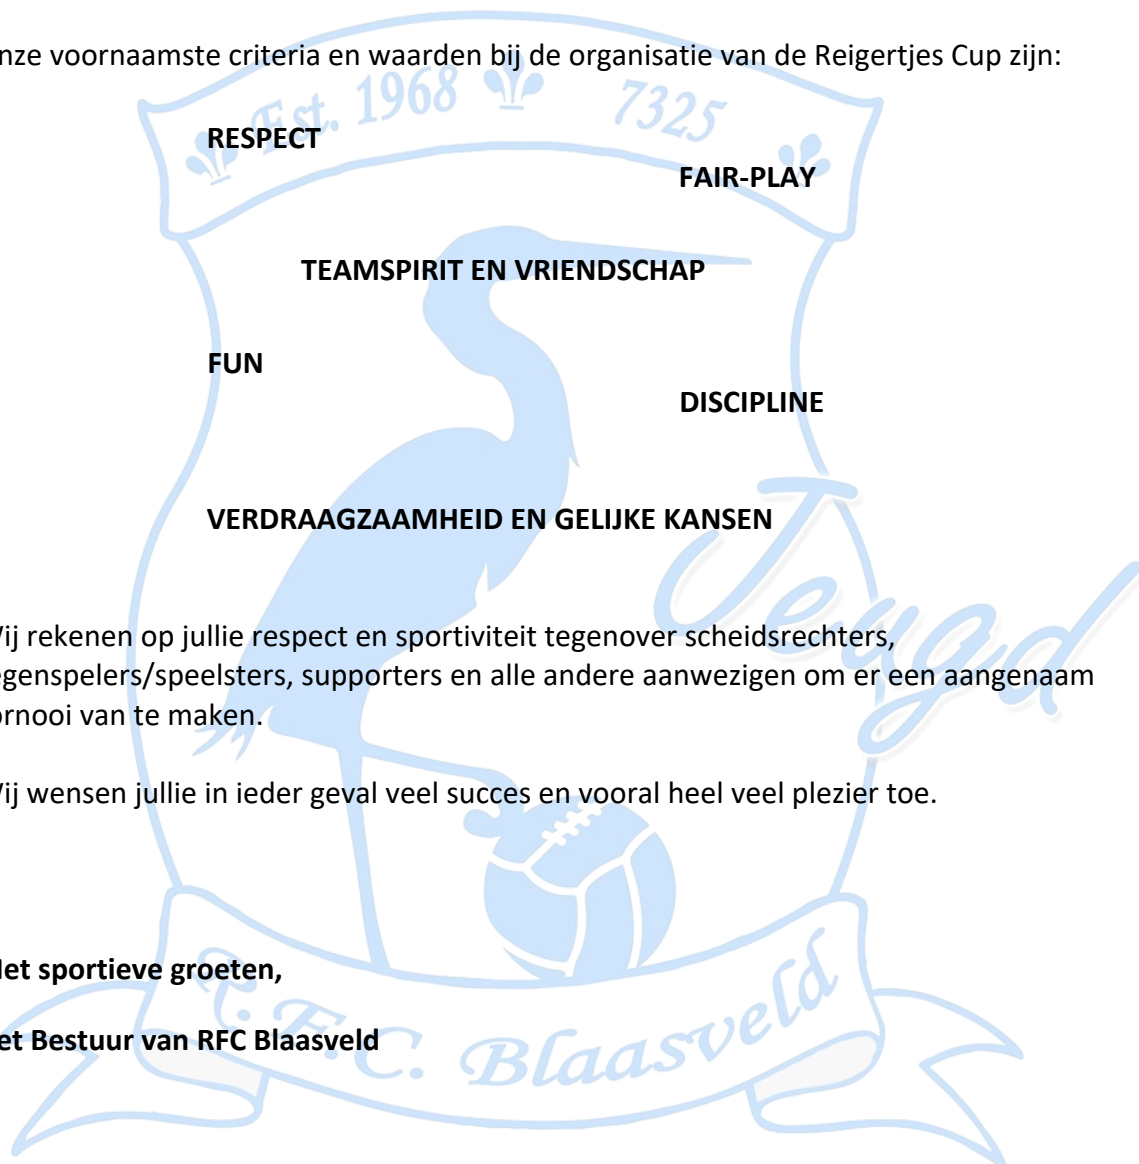 nze voornaamste criteria en waarden bij de organisatie van de Reigertjes Cup zijn:
Est. 1968 7325
RESPECT
FAIR-PLAY
TEAMSPIRIT EN VRIENDSCHAP
FUN
DISCIPLINE
VERDRAAGZAAMHEID EN GELIJKE KANSEN
Jeugd
ij rekenen op jullie respect en sportiviteit tegenover scheidsrechters,
egenspelers/speelsters, supporters en alle andere aanwezigen om er een aangenaam
ornooi van te maken.
ij wensen jullie in ieder geval veel succes en vooral heel veel plezier toe.
et sportieve groeten,
et Bestuur van RFC Blaasveld
R.F.C. Blaasveld